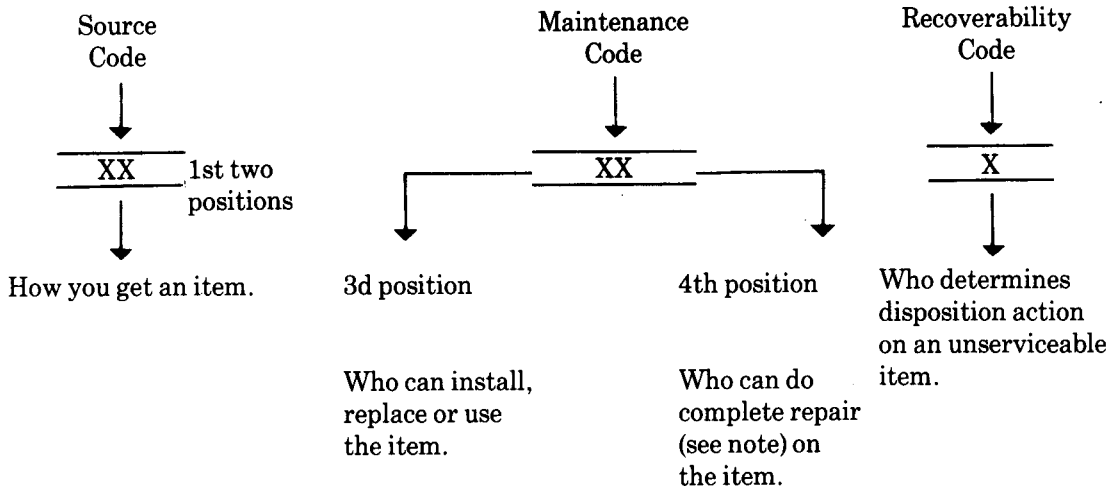 Source
Code
Maintenance
Code
Recoverability
Code
XX
1st two
positions
XX
X
How you get an item.
3d position
4th position
Who determines
disposition action
on an unserviceable
item.
Who can install,
replace or use
the item.
Who can do
complete repair
(see note) on
the item.